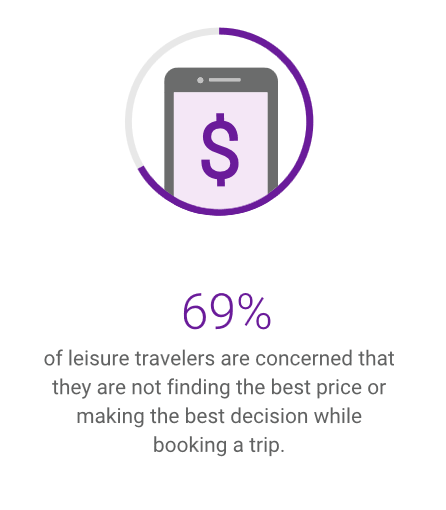 $
69%
of leisure travelers are concerned that
they are not finding the best price or
making the best decision while
booking a trip.